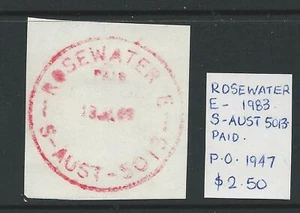 ROSEWATER E
PAID
S-AUST-5013
ROSEWATER
E- 1983
S-AUST 5013
PAID.
P.O. 1947
$2.50